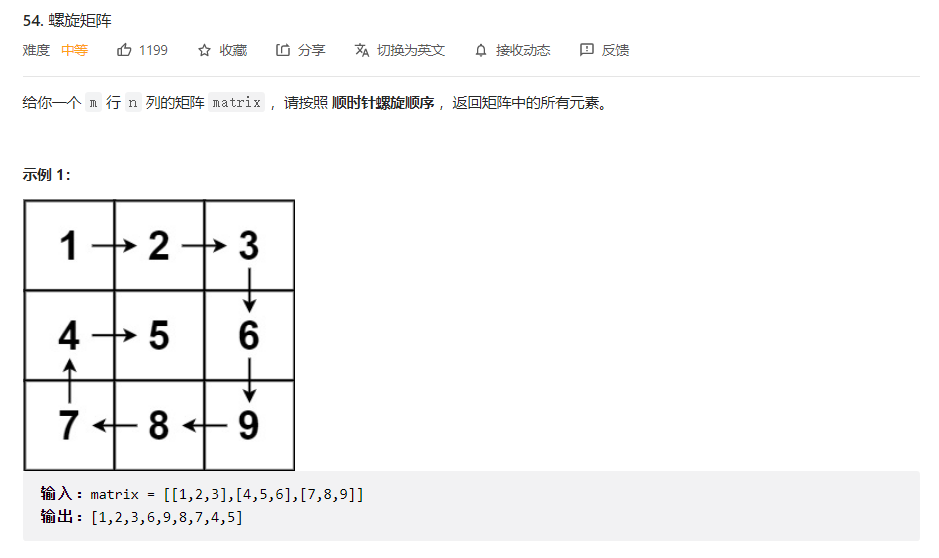 54. 螺旋矩阵
难度 中等 1199 收藏 分享 切换为英文 接收动态 反馈
给你一个 m 行 n 列的矩阵 matrix ，请按照 顺时针螺旋顺序 ，返回矩阵中的所有元素。
示例 1：
1 2 3
4 5 6
7 8 9
输入：matrix = [[1,2,3],[4,5,6],[7,8,9]]
输出：[1,2,3,6,9,8,7,4,5]